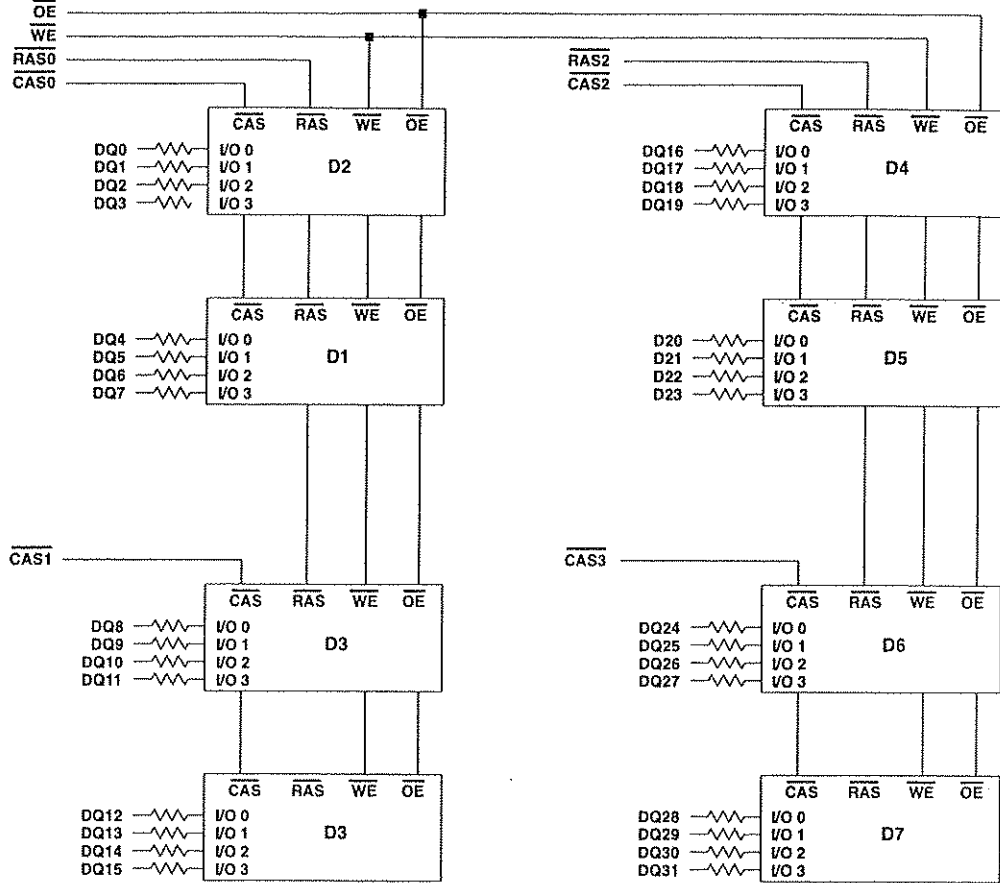 OE
WE
RAS0
CAS0
CAS RAS WE OE
DQ0 I/O 0
DQ1 I/O 1
DQ2 I/O 2
DQ3 I/O 3
D2
CAS RAS WE OE
DQ4 I/O 0
DQ5 I/O 1
DQ6 I/O 2
DQ7 I/O 3
D1
CAS1
CAS RAS WE OE
DQ8 I/O 0
DQ9 I/O 1
DQ10 I/O 2
DQ11 I/O 3
D3
CAS RAS WE OE
DQ12 I/O 0
DQ13 I/O 1
DQ14 I/O 2
DQ15 I/O 3
D3
RAS2
CAS2
CAS RAS WE OE
DQ16 I/O 0
DQ17 I/O 1
DQ18 I/O 2
DQ19 I/O 3
D4
CAS RAS WE OE
D20 I/O 0
D21 I/O 1
D22 I/O 2
D23 I/O 3
D5
CAS3
CAS RAS WE OE
DQ24 I/O 0
DQ25 I/O 1
DQ26 I/O 2
DQ27 I/O 3
D6
CAS RAS WE OE
DQ28 I/O 0
DQ29 I/O 1
DQ30 I/O 2
DQ31 I/O 3
D7